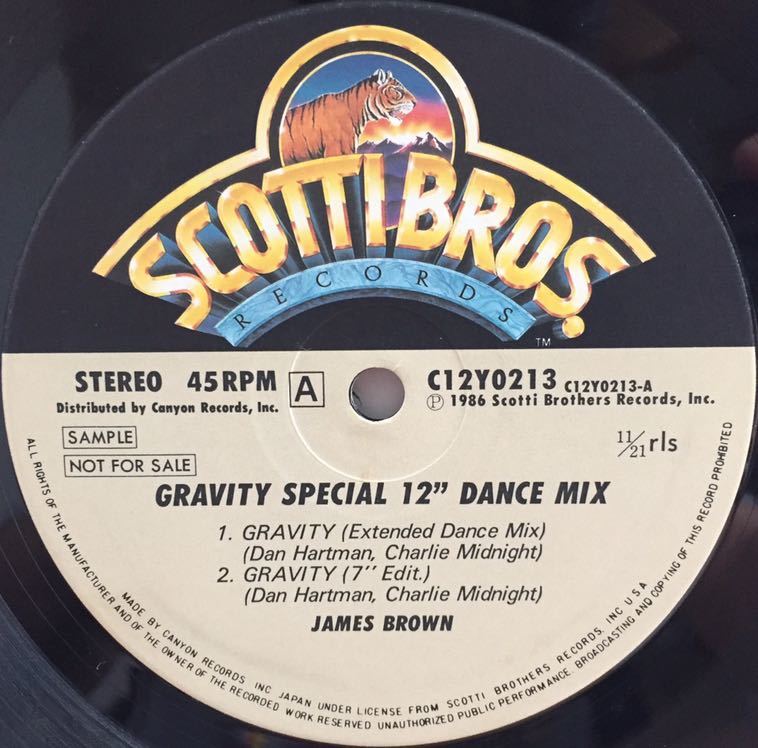 SCOTTI BROS.
RECORDS
TM
STEREO 45RPM A C12Y0213 C12Y0213-A
Distributed by Canyon Records, Inc. Ⓟ 1986 Scotti Brothers Records, Inc.
SAMPLE
NOT FOR SALE
11/21 rls
GRAVITY SPECIAL 12” DANCE MIX
1. GRAVITY (Extended Dance Mix)
(Dan Hartman, Charlie Midnight)
2. GRAVITY (7’’ Edit.)
(Dan Hartman, Charlie Midnight)
JAMES BROWN
MADE BY CANYON RECORDS INC JAPAN UNDER LICENSE FROM SCOTTI BROTHERS RECORDS, INC U S A
ALL RIGHTS OF THE MANUFACTURER AND OF THE OWNER OF THE RECORDED WORK RESERVED UNAUTHORIZED PUBLIC PERFORMANCE. BROADCASTING AND COPYING OF THIS RECORD PROHIBITED